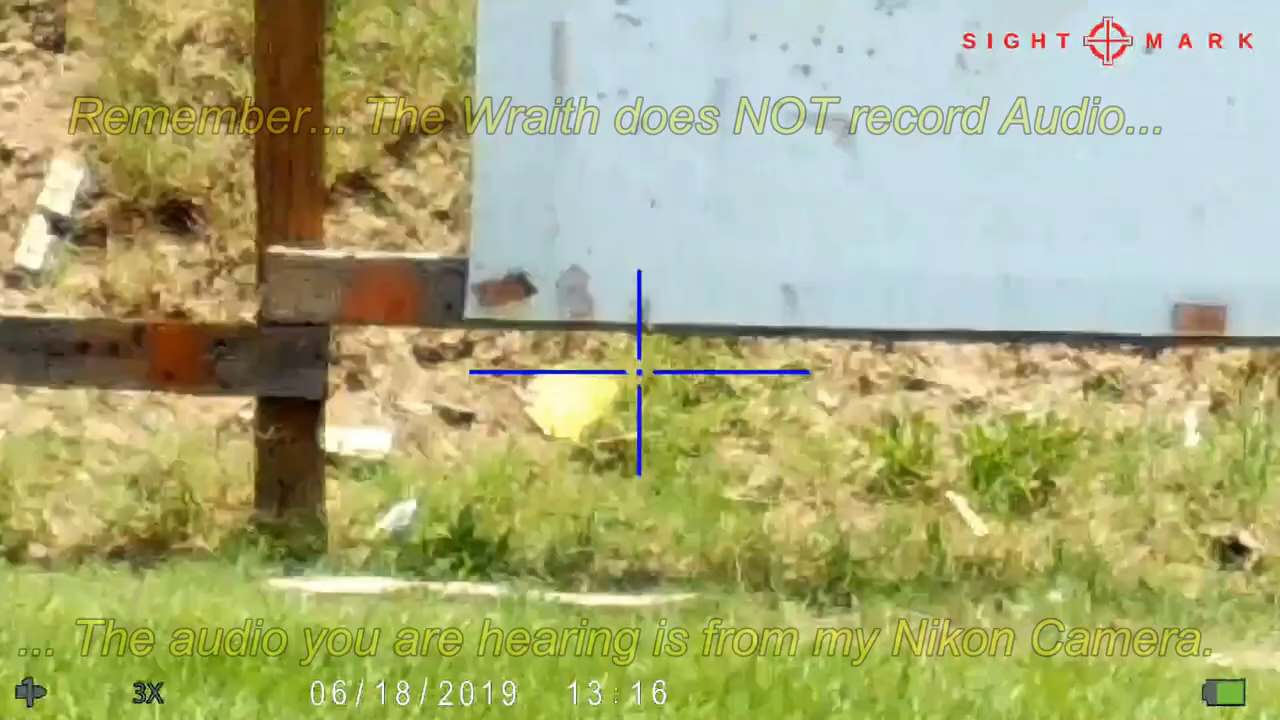 SIGHT MARK
Remember... The Wraith does NOT record Audio...
... The audio you are hearing is from my Nikon Camera.
3X 06/18/2019 13:16